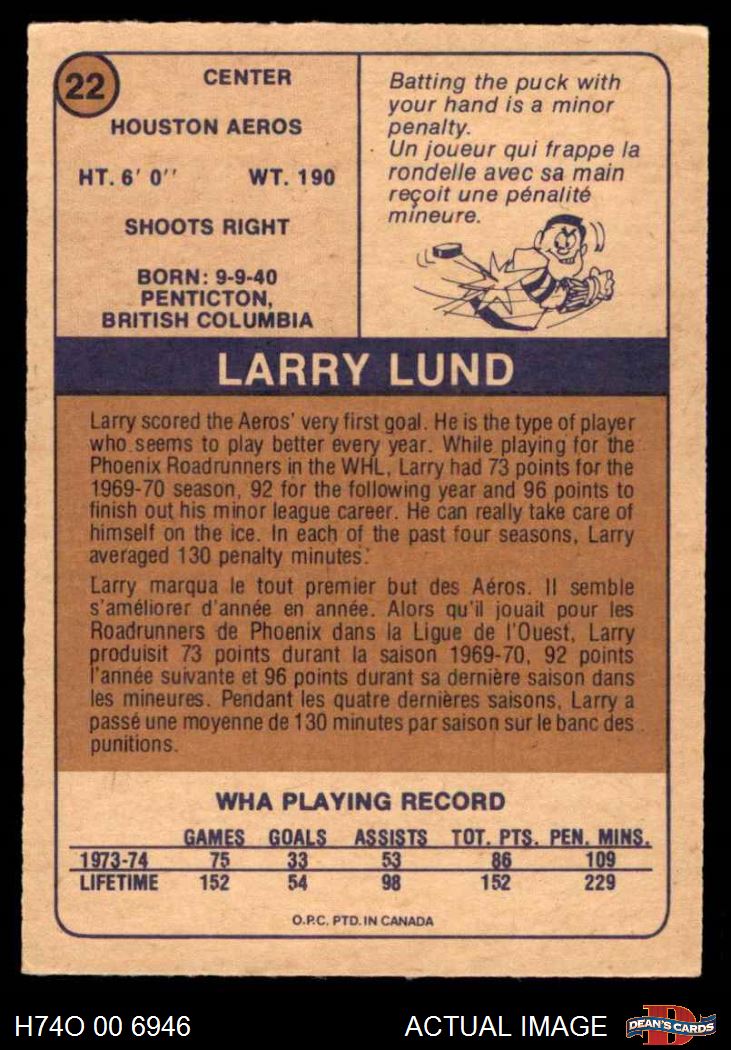 22
CENTER
HOUSTON AEROS
HT. 6' 0'' WT. 190
SHOOTS RIGHT
BORN: 9-9-40
PENTICTON,
BRITISH COLUMBIA
Batting the puck with
your hand is a minor
penalty.
Un joueur qui frappe la
rondelle avec sa main
reçoit une pénalité
mineure.
LARRY LUND
Larry scored the Aeros' very first goal. He is the type of player
who seems to play better every year. While playing for the
Phoenix Roadrunners in the WHL, Larry had 73 points for the
1969-70 season, 92 for the following year and 96 points to
finish out his minor league career. He can really take care of
himself on the ice. In each of the past four seasons, Larry
averaged 130 penalty minutes.
Larry marqua le tout premier but des Aéros. Il semble
s'améliorer d'année en année. Alors qu'il jouait pour les
Roadrunners de Phoenix dans la Ligue de l'Ouest, Larry
produisit 73 points durant la saison 1969-70, 92 points
l'année suivante et 96 points durant sa dernière saison dans
les mineures. Pendant les quatre dernières saisons, Larry a
passé une moyenne de 130 minutes par saison sur le banc des
punitions.
WHA PLAYING RECORD
GAMES GOALS ASSISTS TOT. PTS. PEN. MINS.
1973-74 75 33 53 86 109
LIFETIME 152 54 98 152 229
O.P.C. PTD. IN CANADA
H74O 00 6946 ACTUAL IMAGE D DEAN'S CARDS